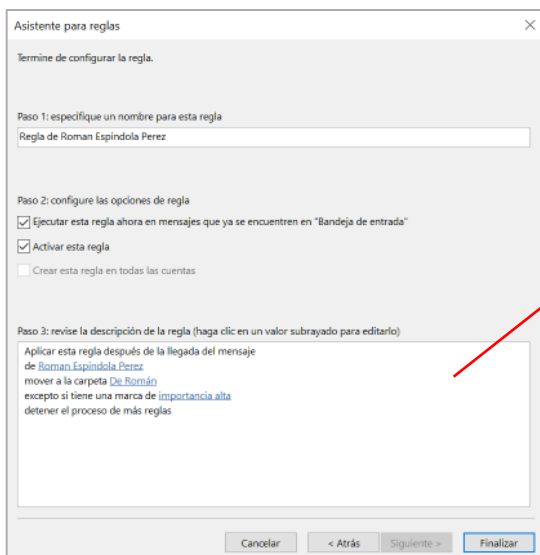 Asistente para reglas
Termine de configurar la regla.
Paso 1: especifique un nombre para esta regla
Regla de Roman Espindola Perez
Paso 2: configure las opciones de regla
Ejecutar esta regla ahora en mensajes que ya se encuentren en "Bandeja de entrada"
Activar esta regla
Crear esta regla en todas las cuentas
Paso 3: revise la descripción de la regla (haga clic en un valor subrayado para editarlo)
Aplicar esta regla después de la llegada del mensaje
de Roman Espindola Perez
mover a la carpeta De Román
excepto si tiene una marca de importancia alta
detener el proceso de más reglas
Cancelar < Atrás Siguiente > Finalizar